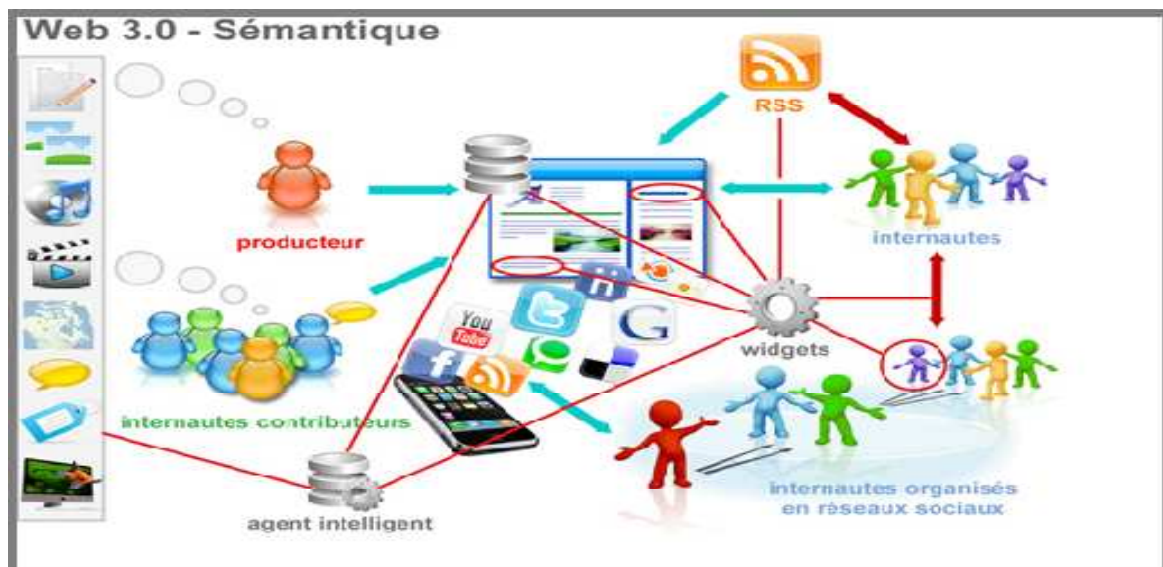 Web 3.0 - Sémantique
RSS
producteur
internautes
You
Tube
G
widgets
internautes contributeurs
agent intelligent
internautes organisés
en réseaux sociaux